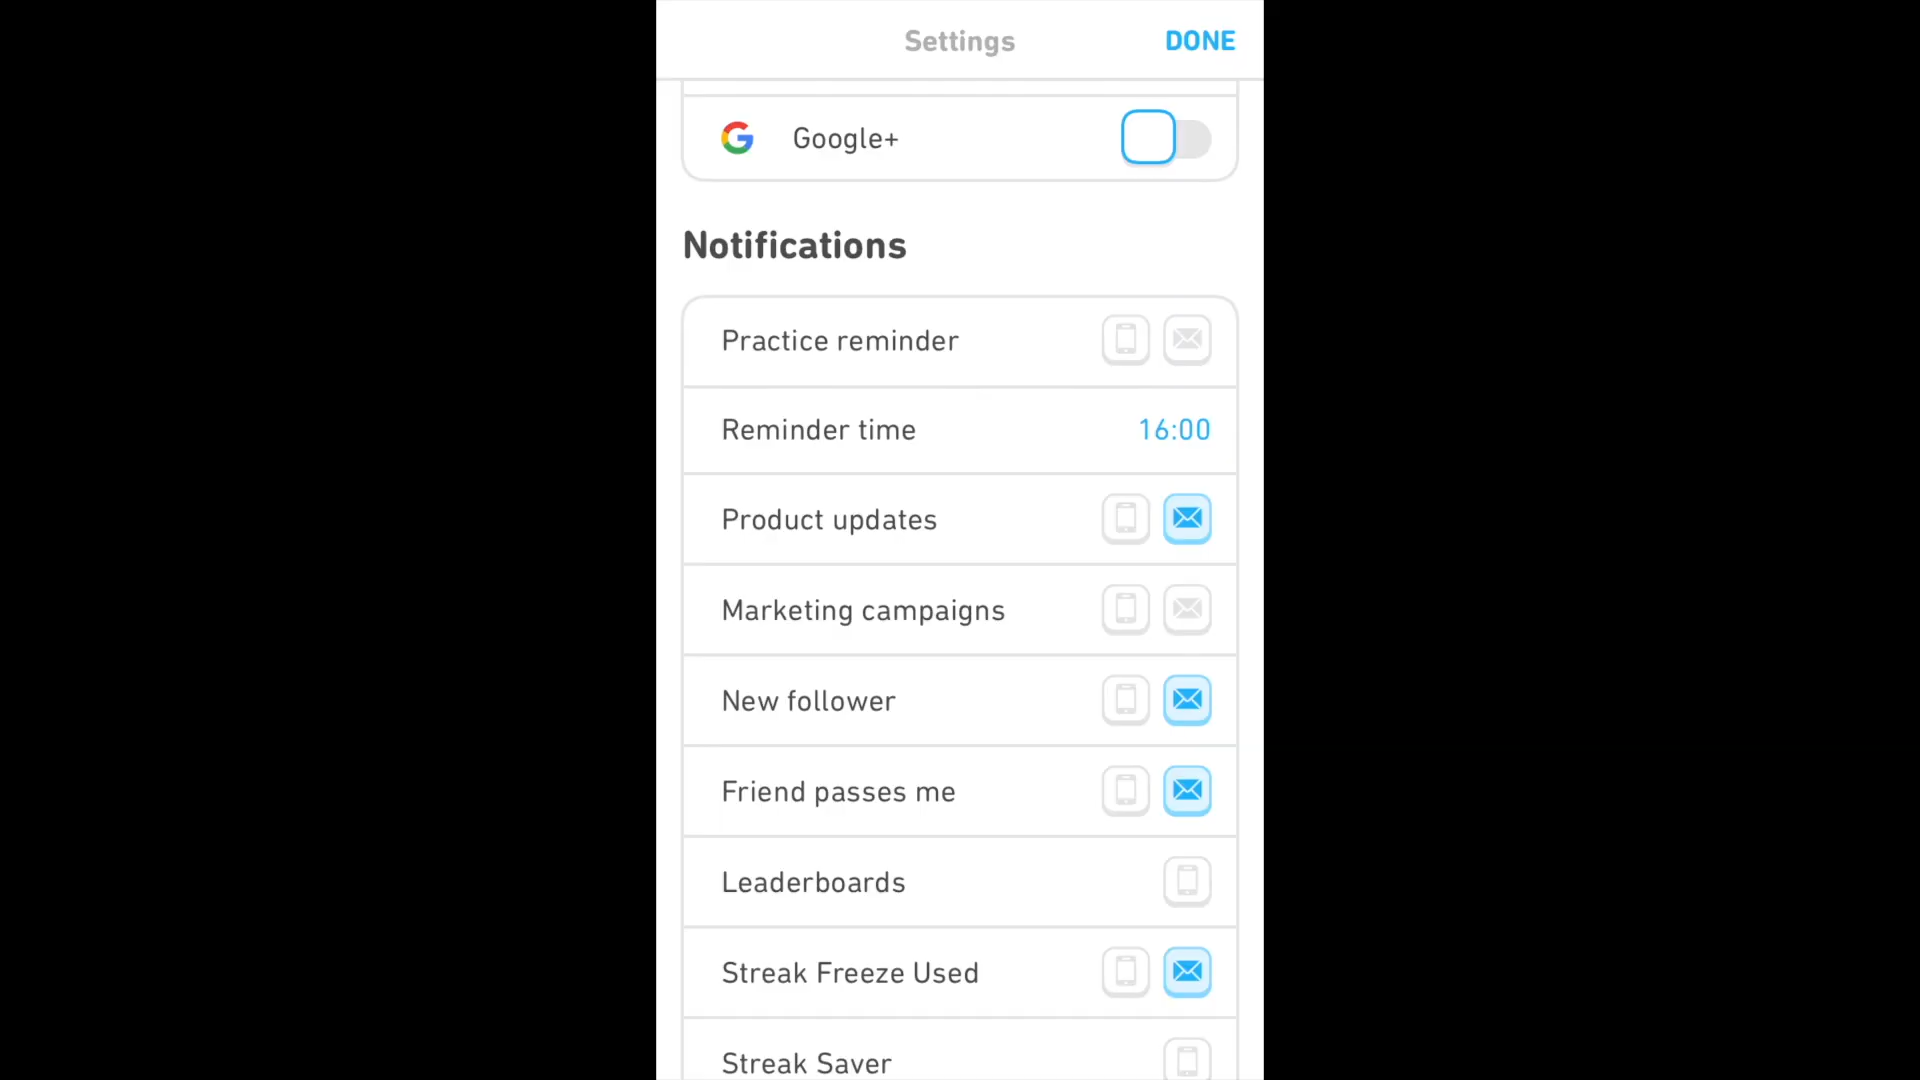 Settings
DONE
Google+
Notifications
Practice reminder
Reminder time
16:00
Product updates
Marketing campaigns
New follower
Friend passes me
Leaderboards
Streak Freeze Used
Streak Saver